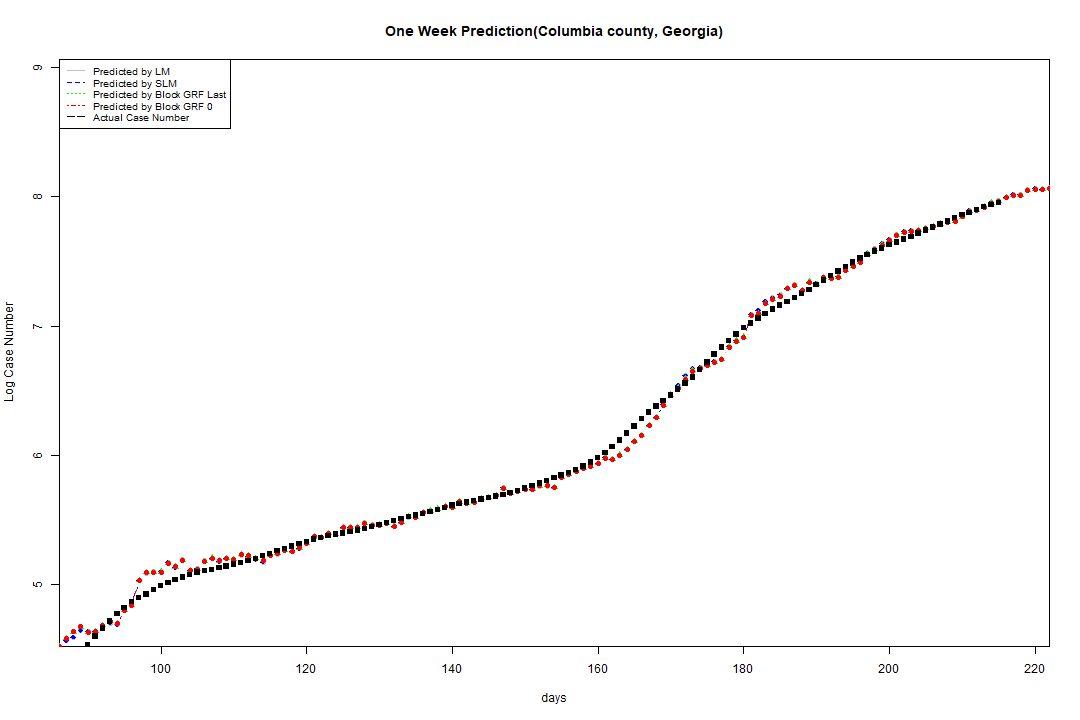 One Week Prediction(Columbia county, Georgia)
Predicted by LM
Predicted by SLM
Predicted by Block GRF Last
Predicted by Block GRF 0
Actual Case Number
9
8
7
6
5
Log Case Number
100 120 140 160 180 200 220
days